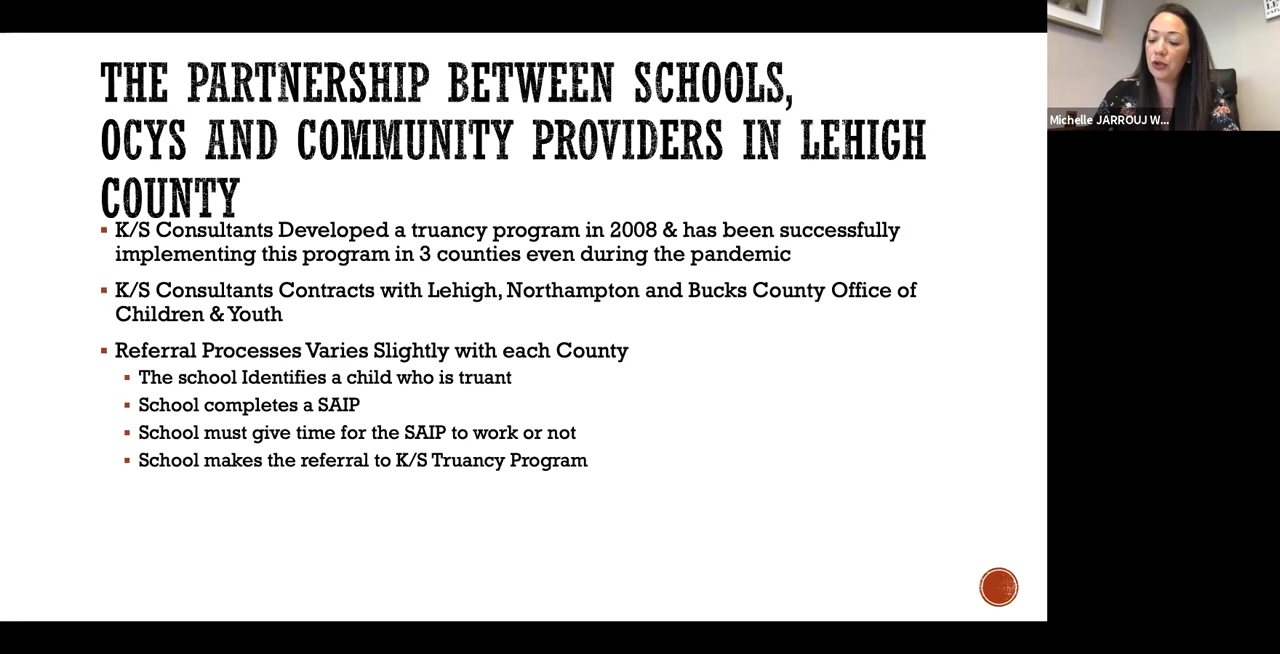 THE PARTNERSHIP BETWEEN SCHOOLS,
OCYS AND COMMUNITY PROVIDERS IN LEHIGH
COUNTY
K/S Consultants Developed a truancy program in 2008 & has been successfully
implementing this program in 3 counties even during the pandemic
K/S Consultants Contracts with Lehigh, Northampton and Bucks County Office of
Children & Youth
Referral Processes Varies Slightly with each County
The school Identifies a child who is truant
School completes a SAIP
School must give time for the SAIP to work or not
School makes the referral to K/S Truancy Program
Michelle JARROUJ W...